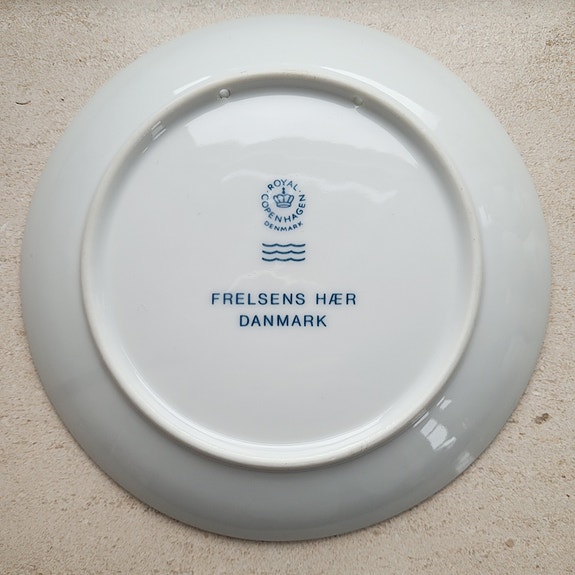 ROYAL
COPENHAGEN
DENMARK
FRELSENS HÆR
DANMARK